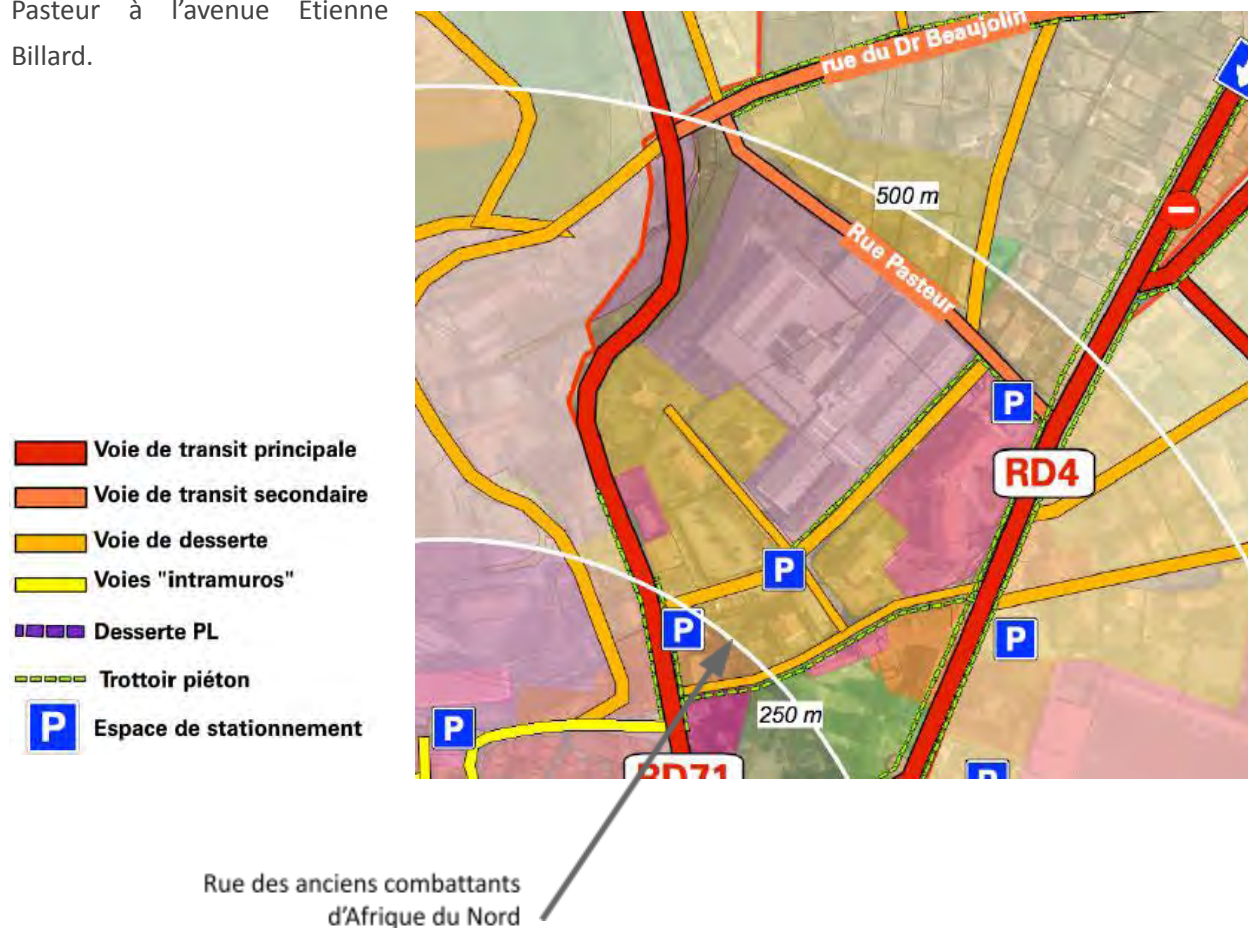 Pasteur à l'avenue Etienne
Billard.
rue du Dr Beaujolin
500 m
Rue Pasteur
P
RD4
Voie de transit principale
Voie de transit secondaire
Voie de desserte
Voies "intramuros"
Desserte PL
Trottoir piéton
P Espace de stationnement
P
P
P
P
250 m
RD71
P
Rue des anciens combattants
d'Afrique du Nord